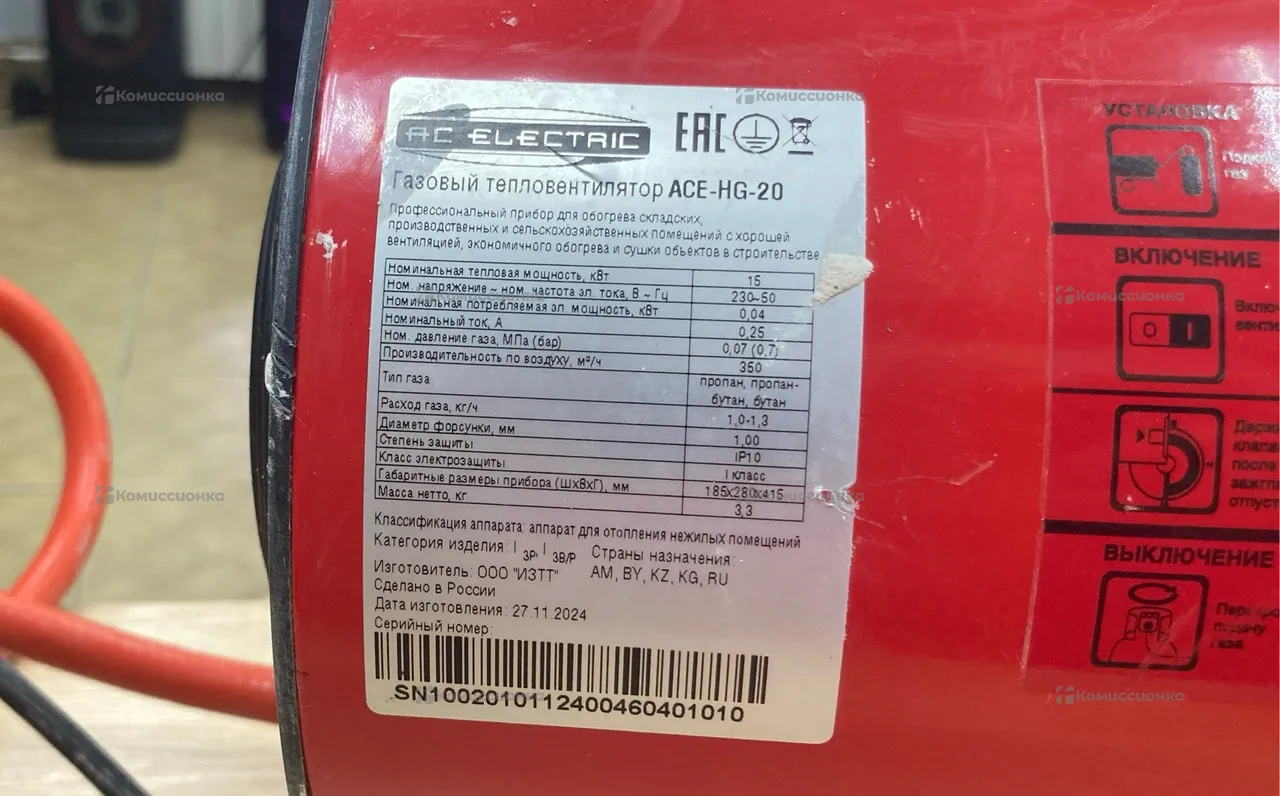 Комиссионка
Комиссионка
AC ELECTRIC
EAC
Газовый тепловентилятор ACE-HG-20
Профессиональный прибор для обогрева складских,
производственных и сельскохозяйственных помещений с хорошей
вентиляцией, экономичного обогрева и сушки объектов в строительстве
Номинальная тепловая мощность, кВт 15
Ном. напряжение ~ ном. частота эл. тока, В ~ Гц 230~50
Номинальная потребляемая эл. мощность, кВт 0,04
Номинальный ток, А 0,25
Ном. давление газа, МПа (бар) 0,07 (0,7)
Производительность по воздуху, м³/ч 350
Тип газа пропан, пропан-
бутан, бутан
Расход газа, кг/ч 1,0-1,3
Диаметр форсунки, мм 1,00
Степень защиты IP10
Класс электрозащиты I класс
Габаритные размеры прибора (ШхВхГ), мм 185х280х415
Масса нетто, кг 3,3
Классификация аппарата: аппарат для отопления нежилых помещений
Категория изделия: I 3P, I 3B/P
Страны назначения:
AM, BY, KZ, KG, RU
Изготовитель: ООО "ИЗТТ"
Сделано в России
Дата изготовления: 27.11.2024
Серийный номер:
SN1002010112400460401010
УСТАНОВКА
газ
ВКЛЮЧЕНИЕ
O I
Комиссионка
клапа
после
отпуст
ВЫКЛЮЧЕНИЕ
подачу
газа
Комиссионка
Комиссионка
Комиссионка